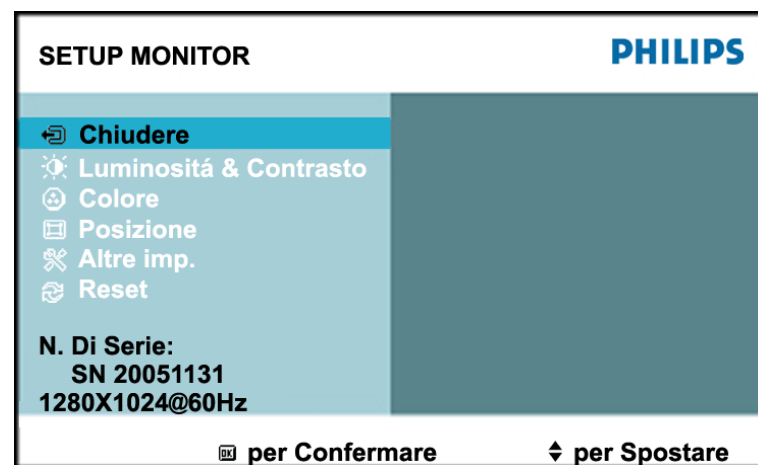 SETUP MONITOR
PHILIPS
Chiudere
Luminositá & Contrasto
Colore
Posizione
Altre imp.
Reset
N. Di Serie:
SN 20051131
1280X1024@60Hz
OK per Confermare
per Spostare